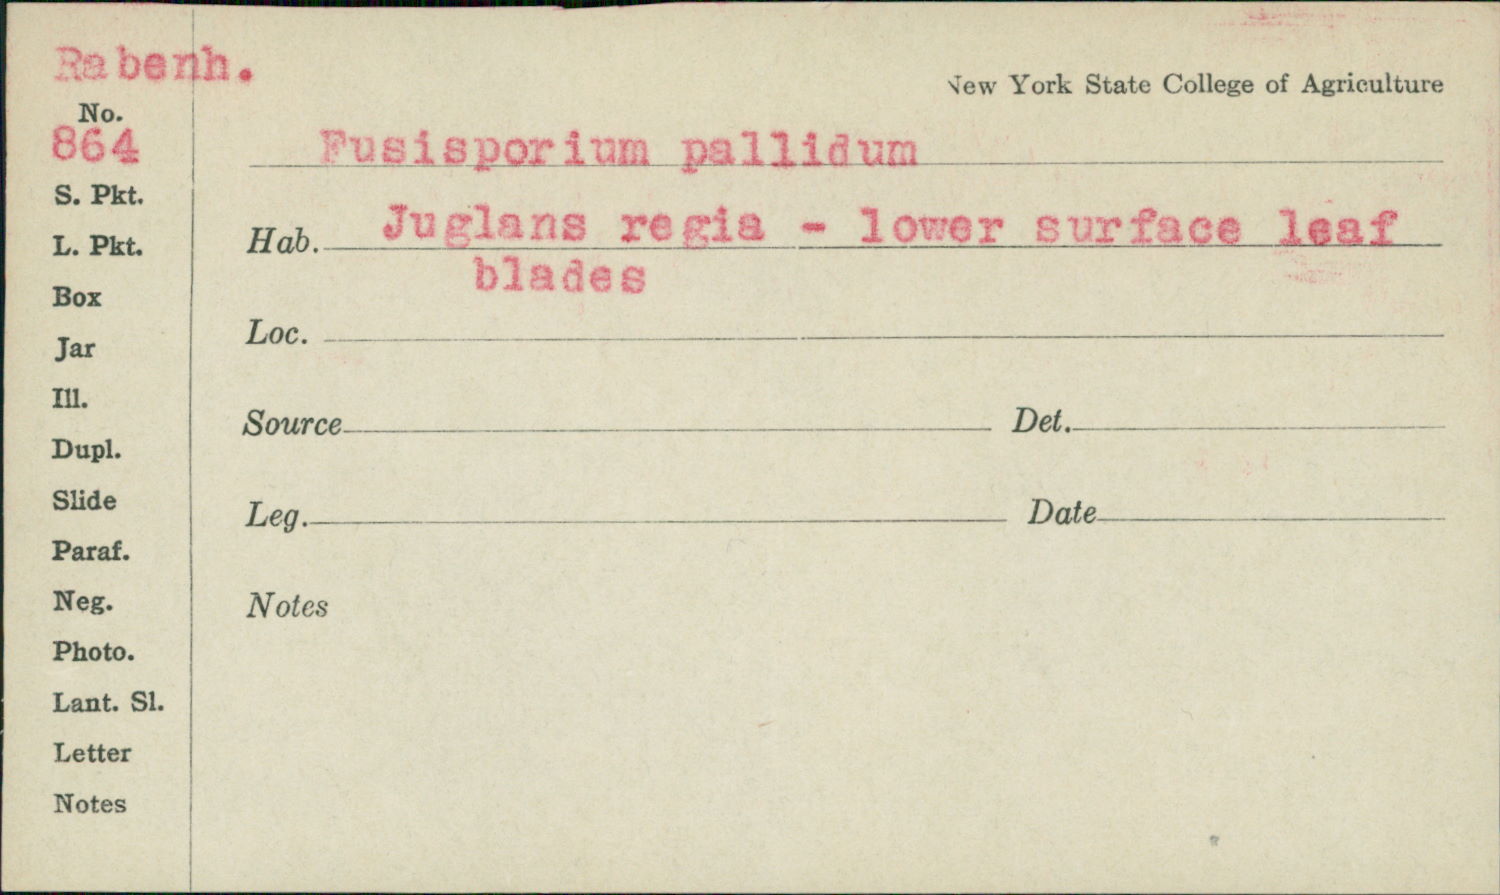 Rabenh.
New York State College of Agriculture
No.
864
Fusisporium pallidum
S. Pkt.
Hab. Juglans regia - lower surface leaf
blades
L. Pkt.
Box
Loc.
Jar
Ill.
Source Det.
Dupl.
Slide
Leg. Date
Paraf.
Neg.
Notes
Photo.
Lant. Sl.
Letter
Notes